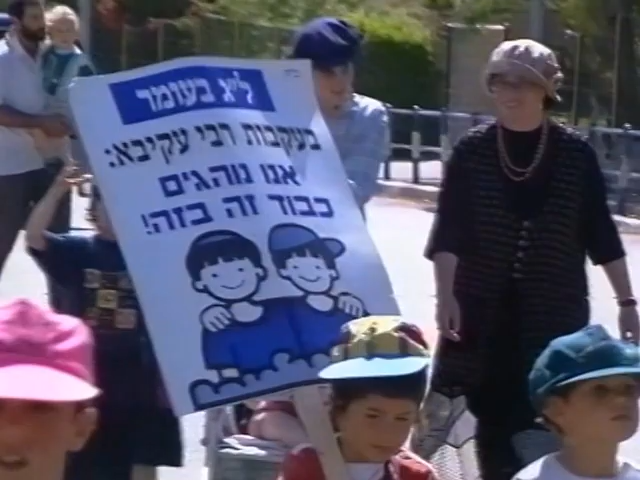 ל״ג בעומר
בעקבות רבי עקיבא:
אנו נוהגים
כבוד זה בזה!